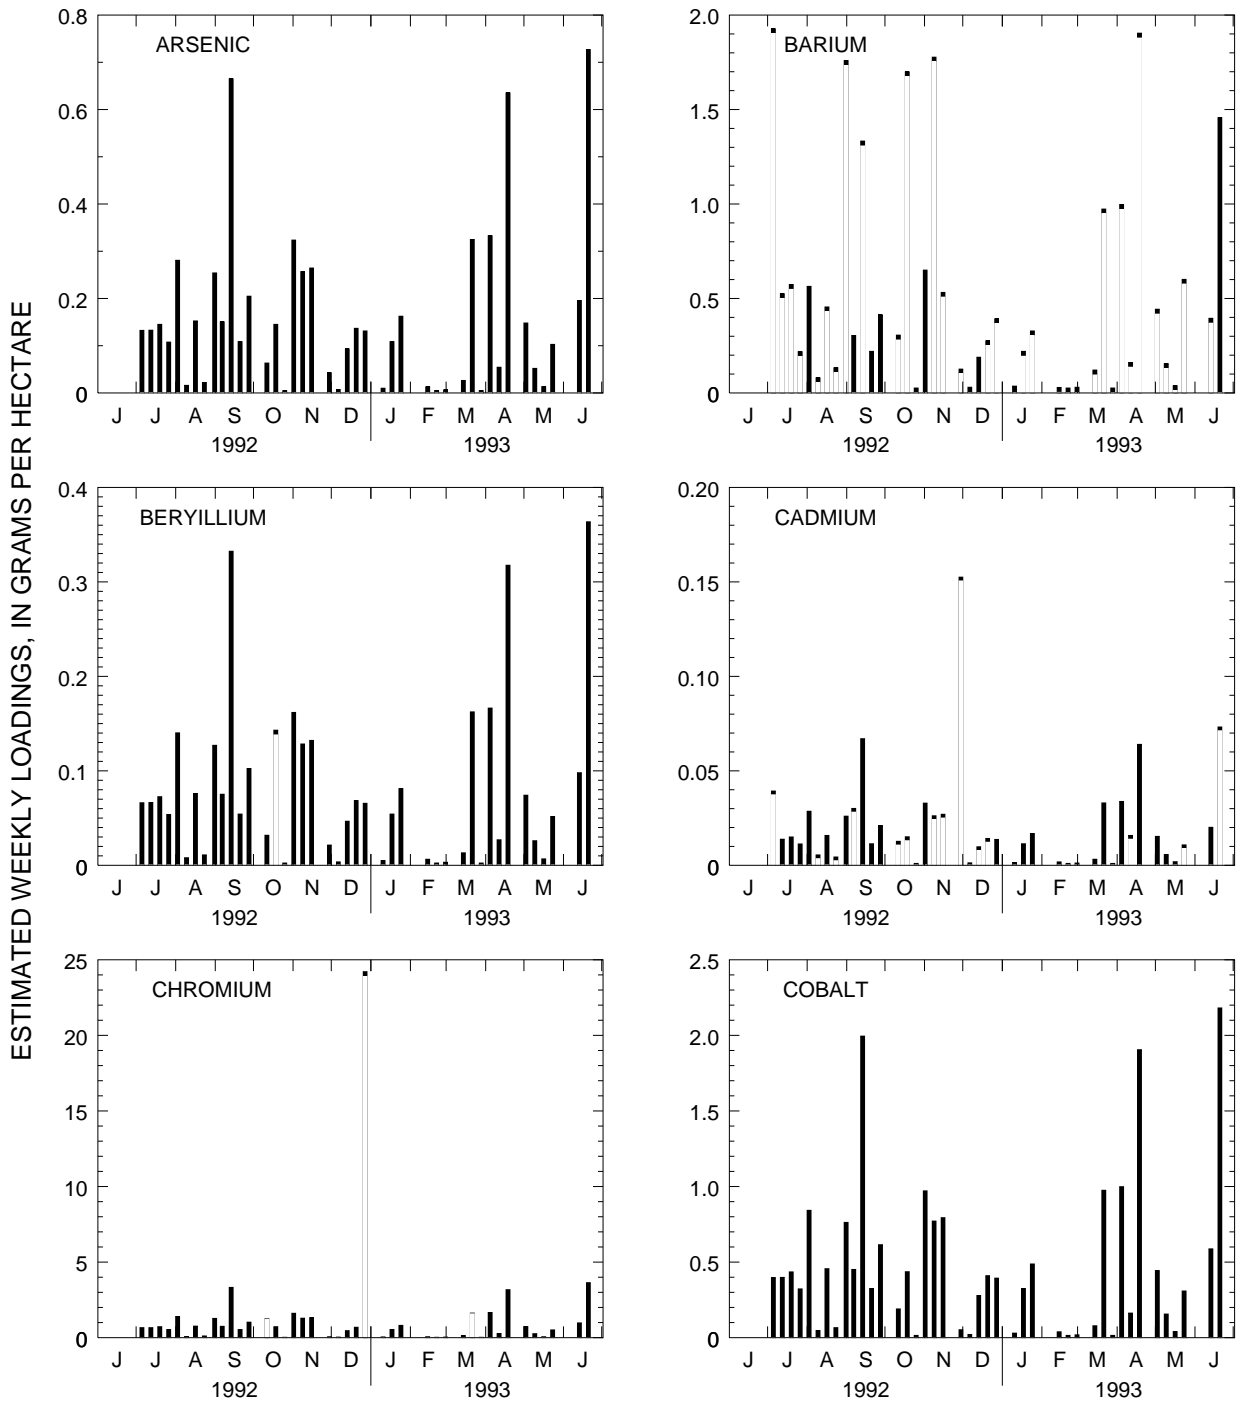 ESTIMATED WEEKLY LOADINGS, IN GRAMS PER HECTARE
ARSENIC
0.8
0.6
0.4
0.2
0
J J A S O N D J F M A M J
1992 1993
BARIUM
2.0
1.5
1.0
0.5
0
J J A S O N D J F M A M J
1992 1993
BERYILLIUM
0.4
0.3
0.2
0.1
0
J J A S O N D J F M A M J
1992 1993
CADMIUM
0.20
0.15
0.10
0.05
0
J J A S O N D J F M A M J
1992 1993
CHROMIUM
25
20
15
10
5
0
J J A S O N D J F M A M J
1992 1993
COBALT
2.5
2.0
1.5
1.0
0.5
0
J J A S O N D J F M A M J
1992 1993